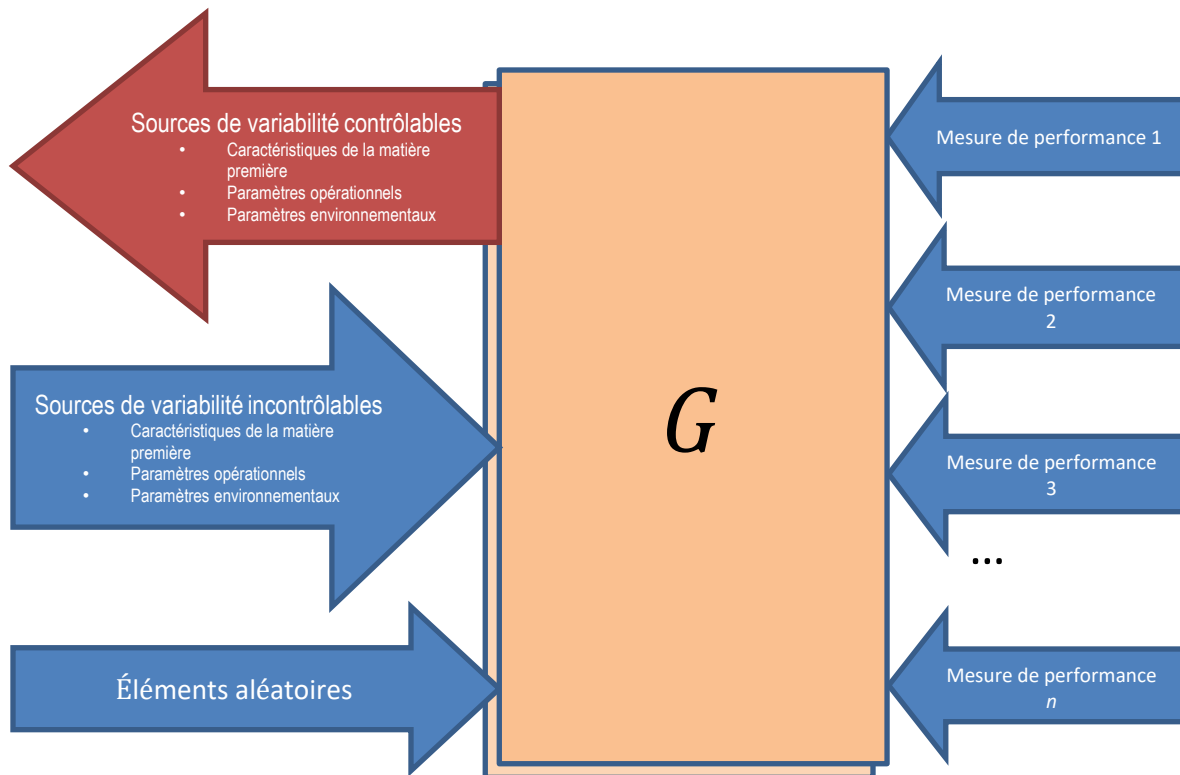 Sources de variabilité contrôlables
• Caractéristiques de la matière
première
• Paramètres opérationnels
• Paramètres environnementaux
Sources de variabilité incontrôlables
• Caractéristiques de la matière
première
• Paramètres opérationnels
• Paramètres environnementaux
Éléments aléatoires
G
Mesure de performance 1
Mesure de performance
2
Mesure de performance
3
...
Mesure de performance
n